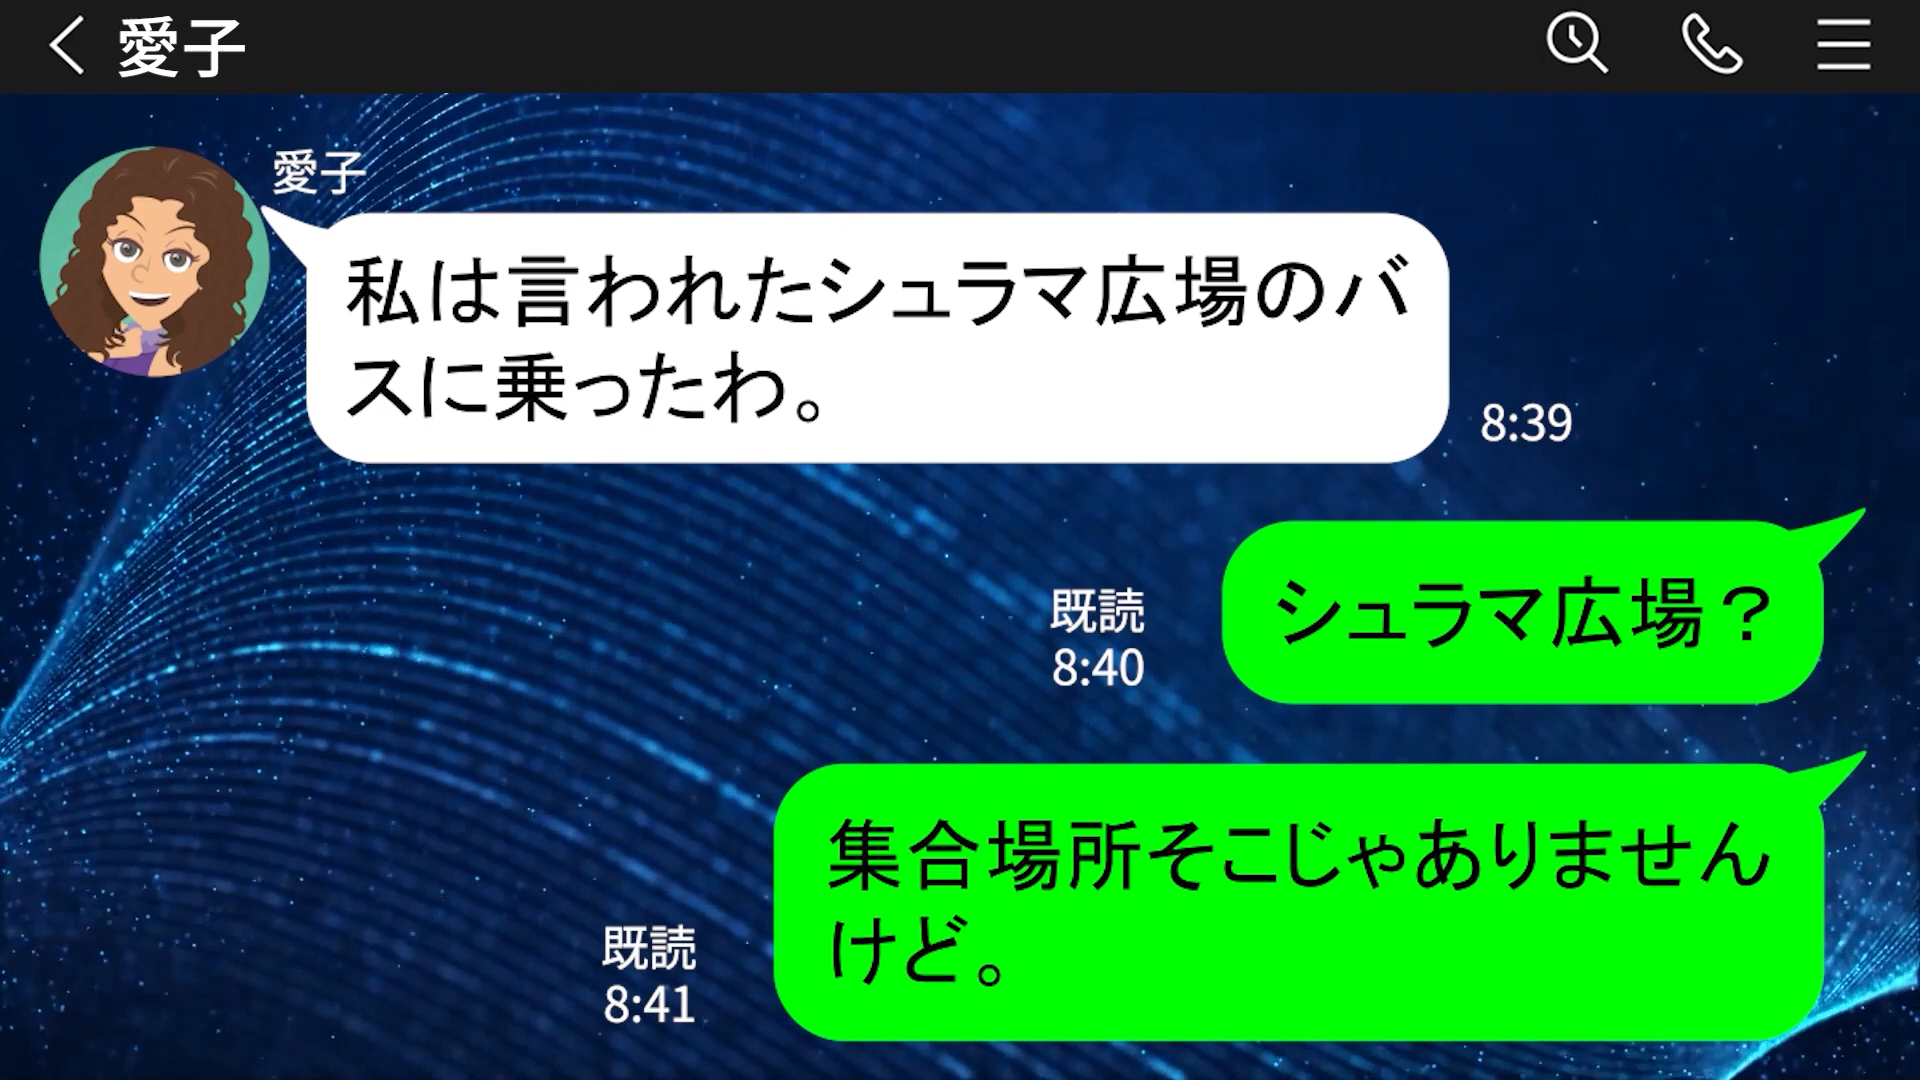 愛子
愛子
私は言われたシュラマ広場のバ
スに乗ったわ。
8:39
シュラマ広場？
既読
8:40
集合場所そこじゃありません
けど。
既読
8:41